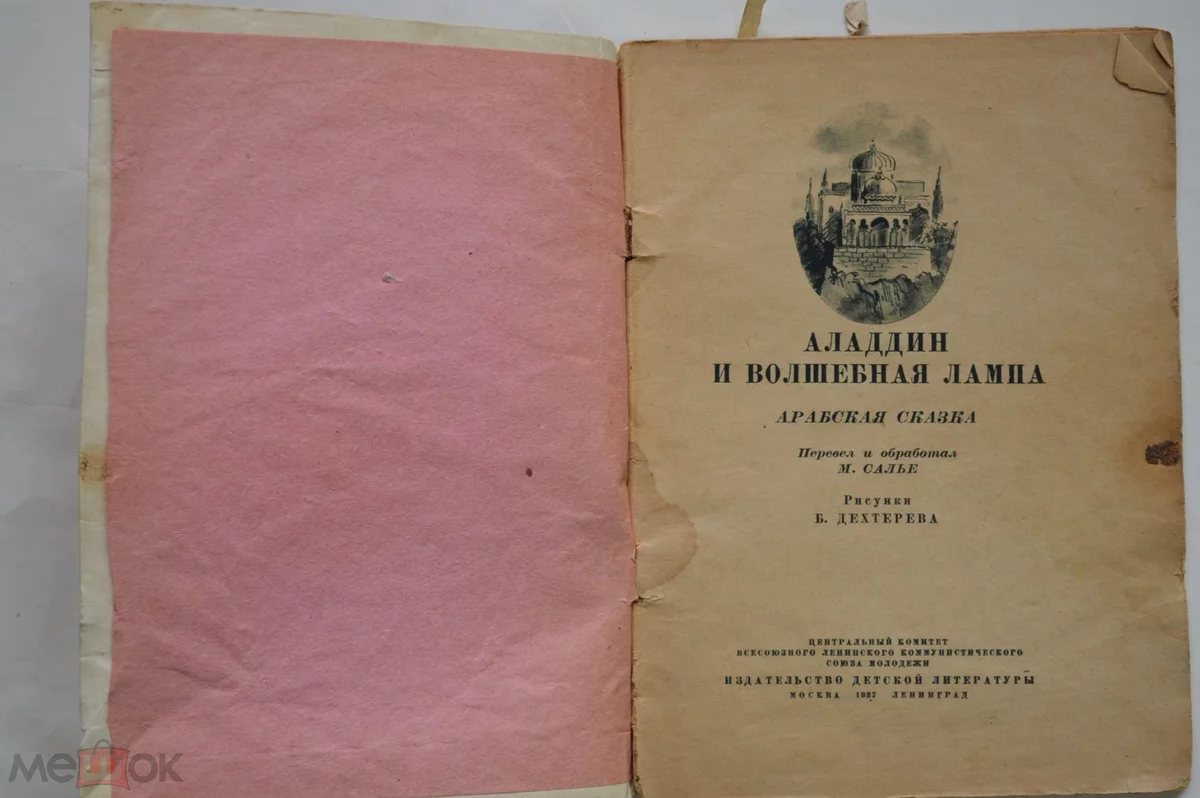 АЛАДДИН
И ВОЛШЕБНАЯ ЛАМПА
АРАБСКАЯ СКАЗКА
Перевел и обработал
М. САЛЬЕ
Рисунки
Б. ДЕХТЕРЕВА
ЦЕНТРАЛЬНЫЙ КОМИТЕТ
ВСЕСОЮЗНОГО ЛЕНИНСКОГО КОММУНИСТИЧЕСКОГО
СОЮЗА МОЛОДЕЖИ
ИЗДАТЕЛЬСТВО ДЕТСКОЙ ЛИТЕРАТУРЫ
МОСКВА 1937 ЛЕНИНГРАД
мешок